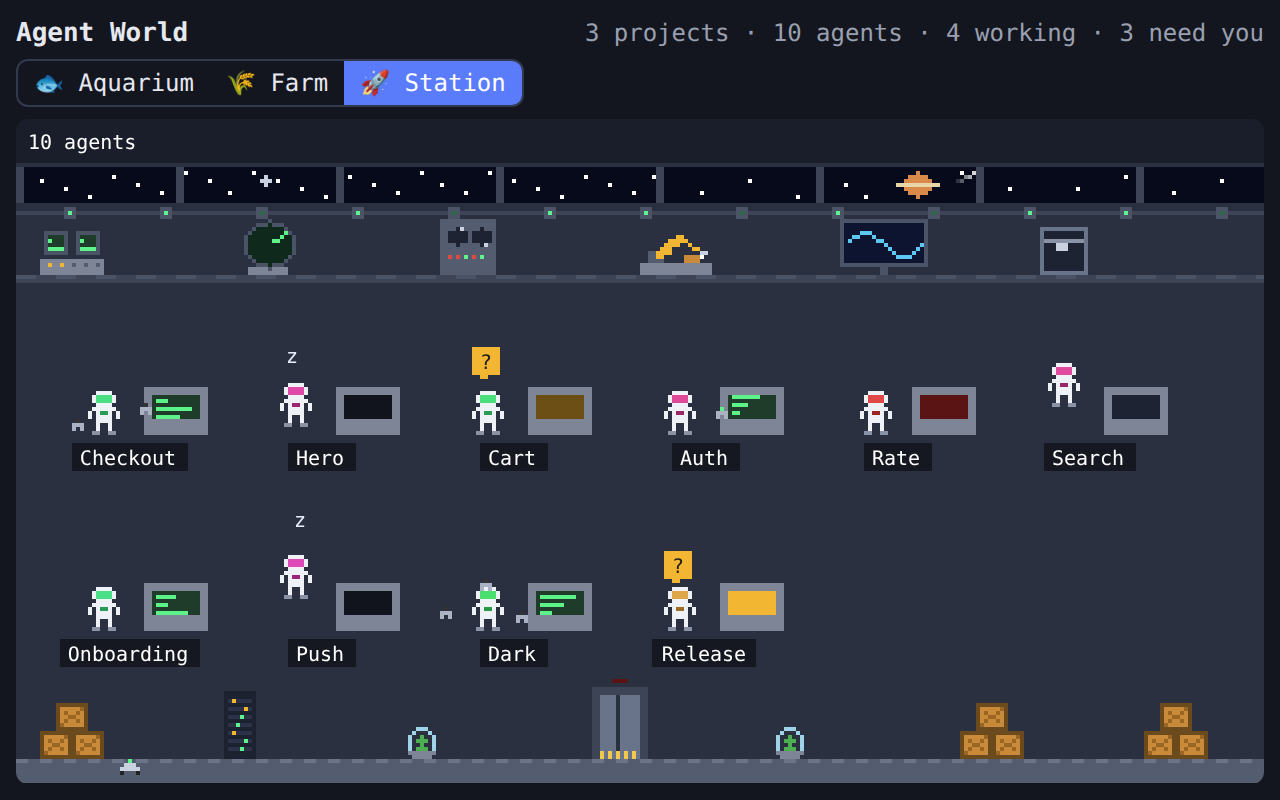 Agent World
3 projects · 10 agents · 4 working · 3 need you
Aquarium
Farm
Station
10 agents
z
?
Checkout
Hero
Cart
Auth
Rate
Search
z
?
Onboarding
Push
Dark
Release